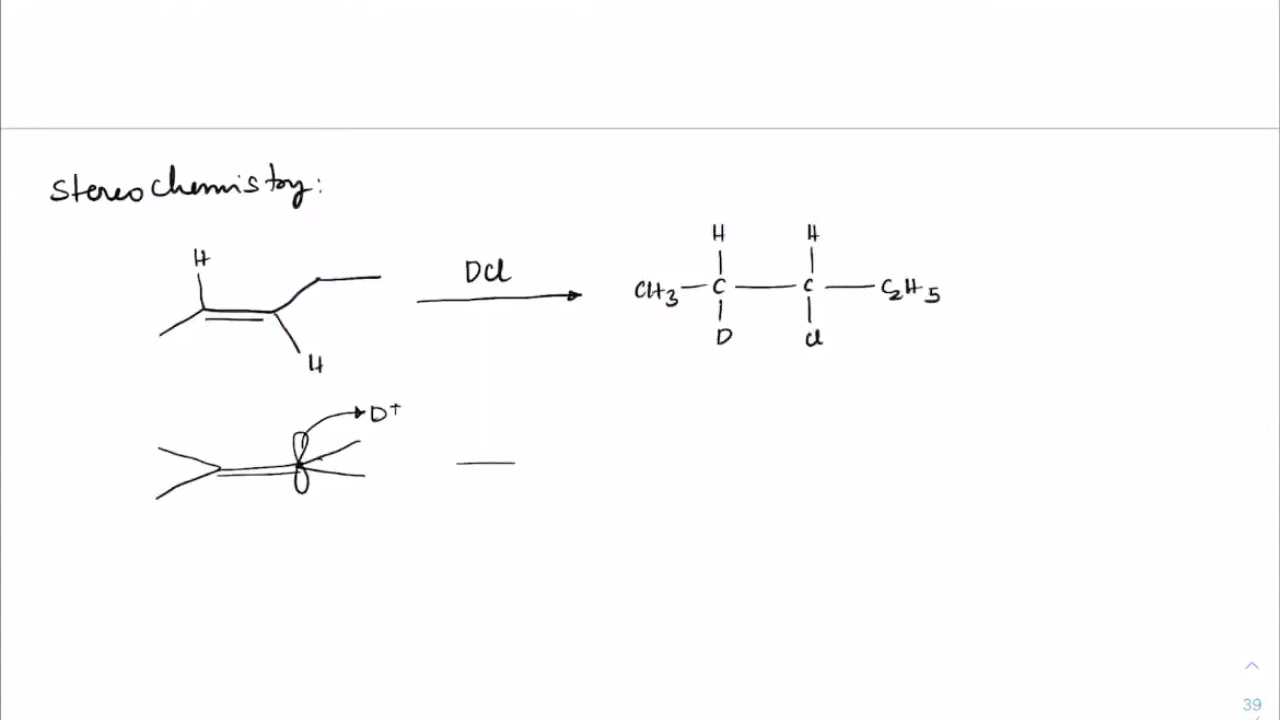 Stereochemistry:
H
DCl
H H
CH3 — C — C — C2H5
D Cl
H
D+
39